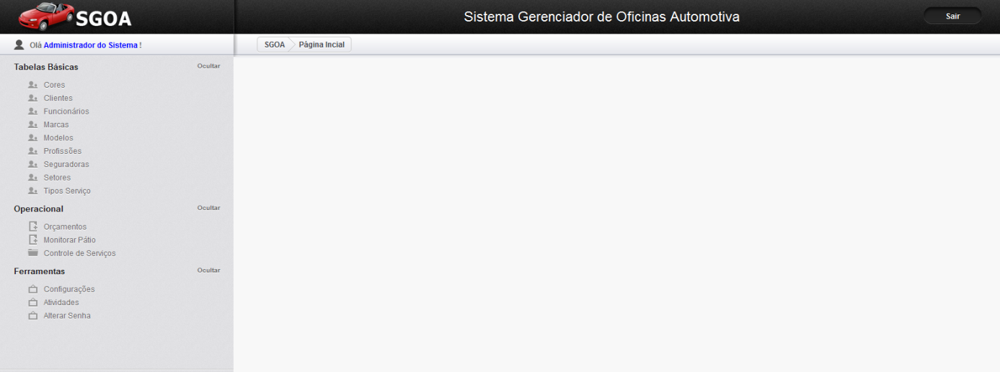 SGOA
Sistema Gerenciador de Oficinas Automotiva
Sair
Olá Administrador do Sistema !
SGOA
Página Incial
Tabelas Básicas
Ocultar
Cores
Clientes
Funcionários
Marcas
Modelos
Profissões
Seguradoras
Setores
Tipos Serviço
Operacional
Ocultar
Orçamentos
Monitorar Pátio
Controle de Serviços
Ferramentas
Ocultar
Configurações
Atividades
Alterar Senha